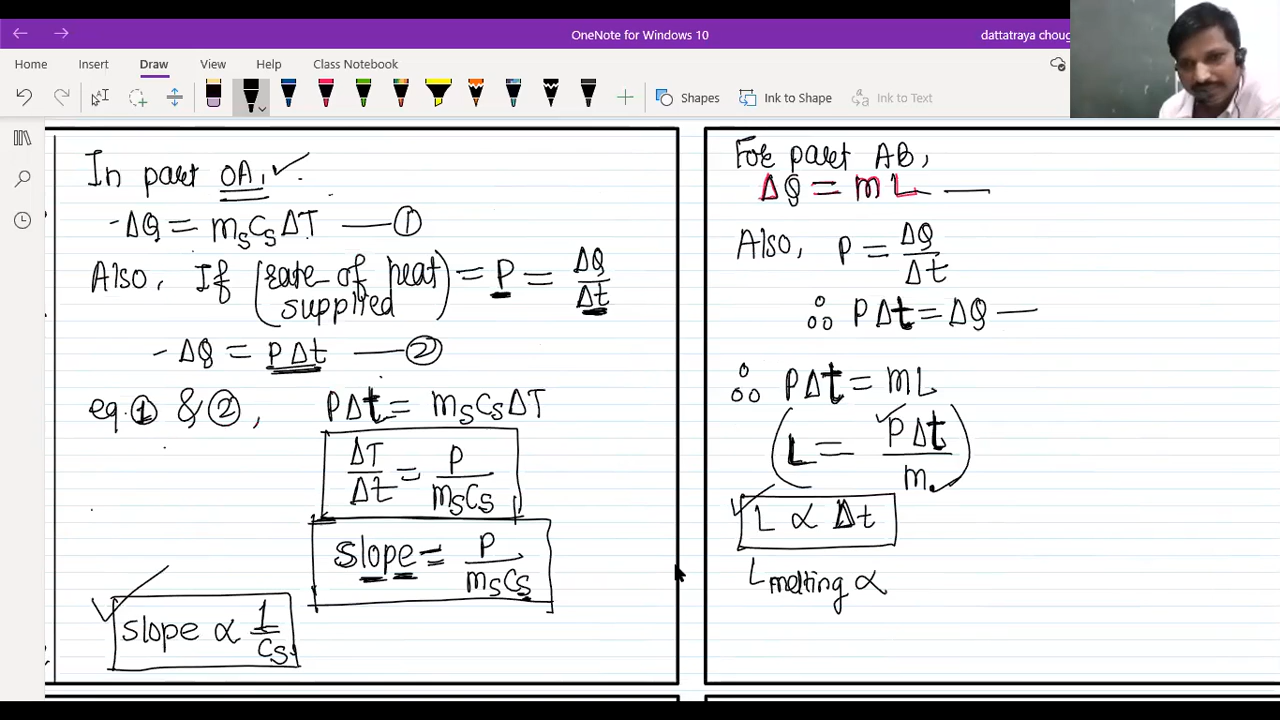 OneNote for Windows 10
dattatraya choug
Home Insert Draw View Help Class Notebook
Shapes Ink to Shape Ink to Text
In part OA,
ΔQ = mₛcₛΔT — ①
Also, If (rate of heat supplied) = P = ΔQ/Δt
ΔQ = PΔt — ②
eq. ① & ②, PΔt = mₛcₛΔT
ΔT/Δt = P/mₛcₛ
slope = P/mₛcₛ
slope ∝ 1/cₛ
For part AB,
ΔQ = mL —
Also, P = ΔQ/Δt
∴ PΔt = ΔQ —
∴ PΔt = mL
(L = PΔt/m)
L ∝ Δt
L melting ∝